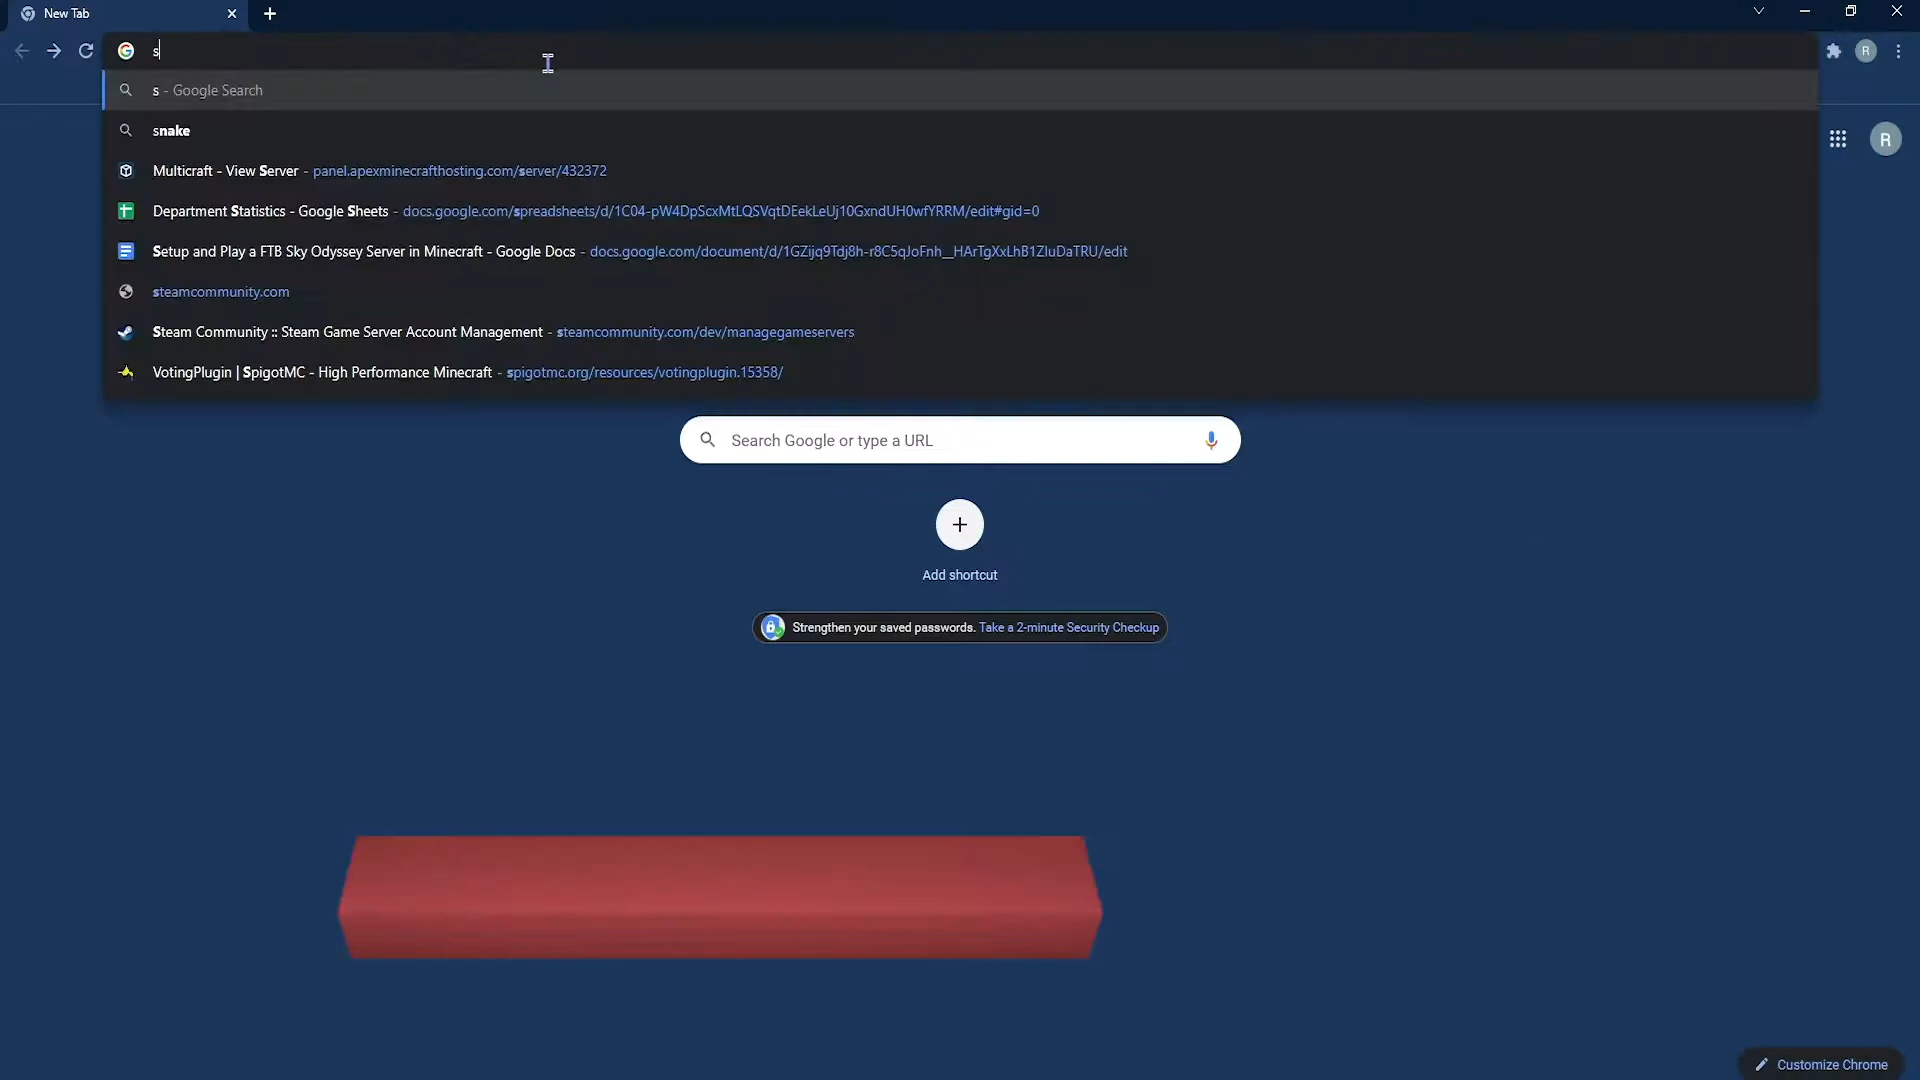 New Tab
s
s - Google Search
snake
Multicraft - View Server - panel.apexminecrafthosting.com/server/432372
Department Statistics - Google Sheets - docs.google.com/spreadsheets/d/1C04-pW4DpScxMtLQSVqtDEekLeUj10GxndUH0wfYRRM/edit#gid=0
Setup and Play a FTB Sky Odyssey Server in Minecraft - Google Docs - docs.google.com/document/d/1GZijq9Tdj8h-r8C5qJoFnh__HArTgXxLhB1ZluDaTRU/edit
steamcommunity.com
Steam Community :: Steam Game Server Account Management - steamcommunity.com/dev/managegameservers
VotingPlugin | SpigotMC - High Performance Minecraft - spigotmc.org/resources/votingplugin.15358/
R
R
Search Google or type a URL
Add shortcut
Strengthen your saved passwords. Take a 2-minute Security Checkup
Customize Chrome